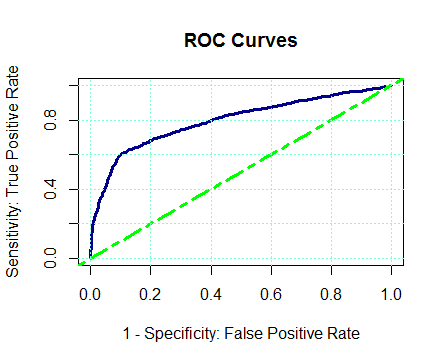 ROC Curves
Sensitivity: True Positive Rate
0.8
0.4
0.0
0.0 0.2 0.4 0.6 0.8 1.0
1 - Specificity: False Positive Rate